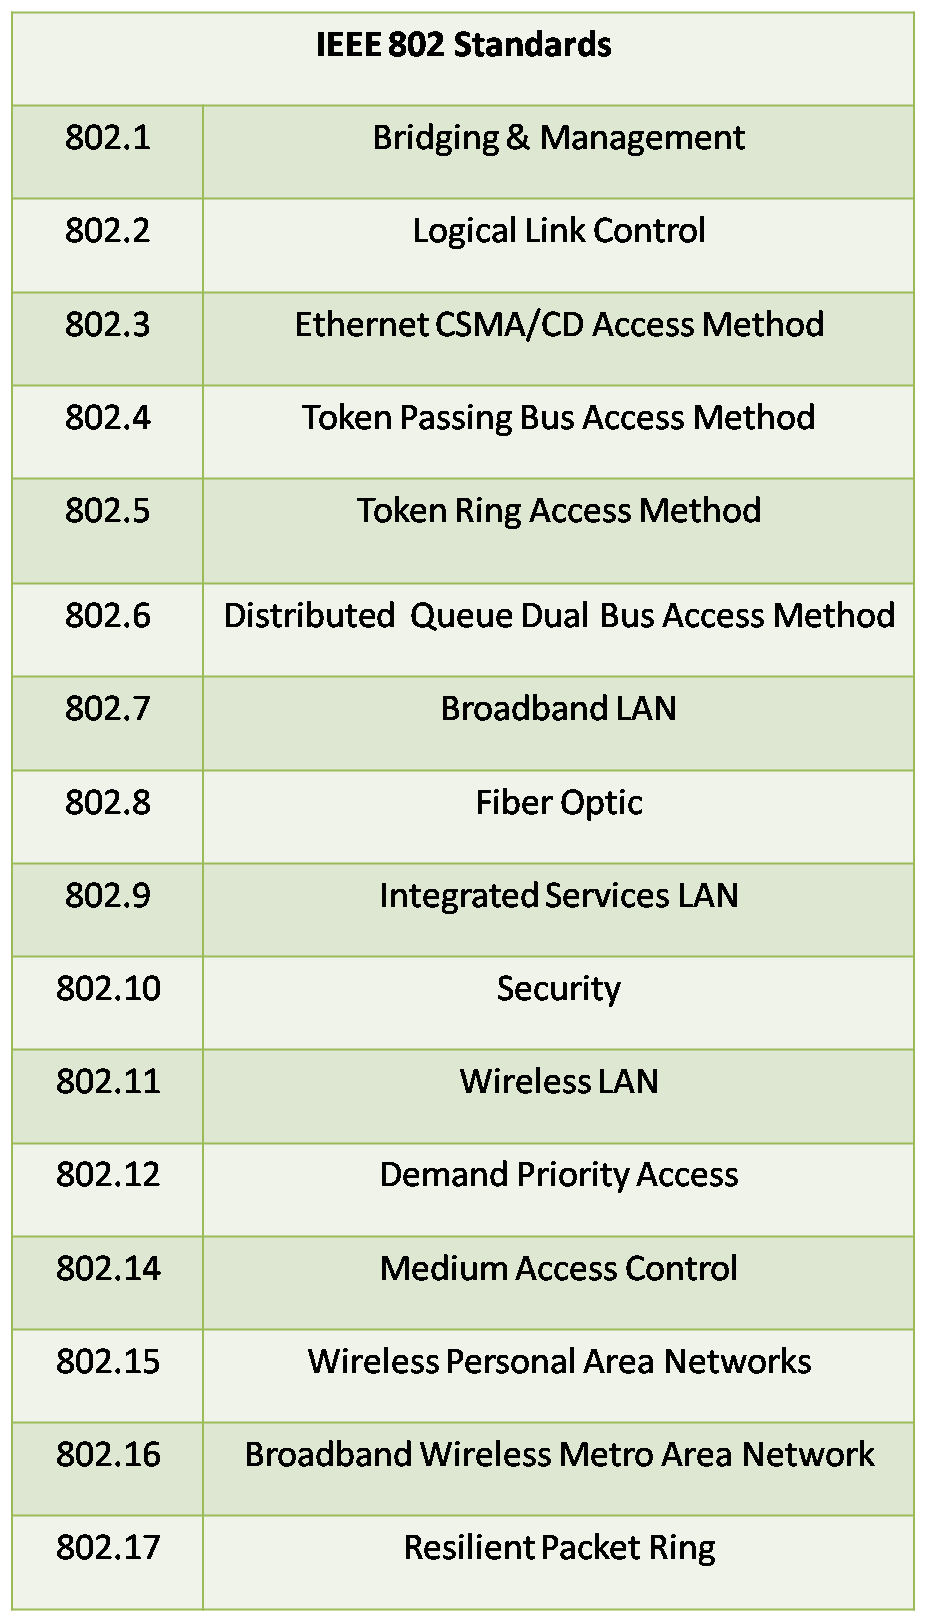 IEEE 802 Standards
802.1 Bridging & Management
802.2 Logical Link Control
802.3 Ethernet CSMA/CD Access Method
802.4 Token Passing Bus Access Method
802.5 Token Ring Access Method
802.6 Distributed Queue Dual Bus Access Method
802.7 Broadband LAN
802.8 Fiber Optic
802.9 Integrated Services LAN
802.10 Security
802.11 Wireless LAN
802.12 Demand Priority Access
802.14 Medium Access Control
802.15 Wireless Personal Area Networks
802.16 Broadband Wireless Metro Area Network
802.17 Resilient Packet Ring